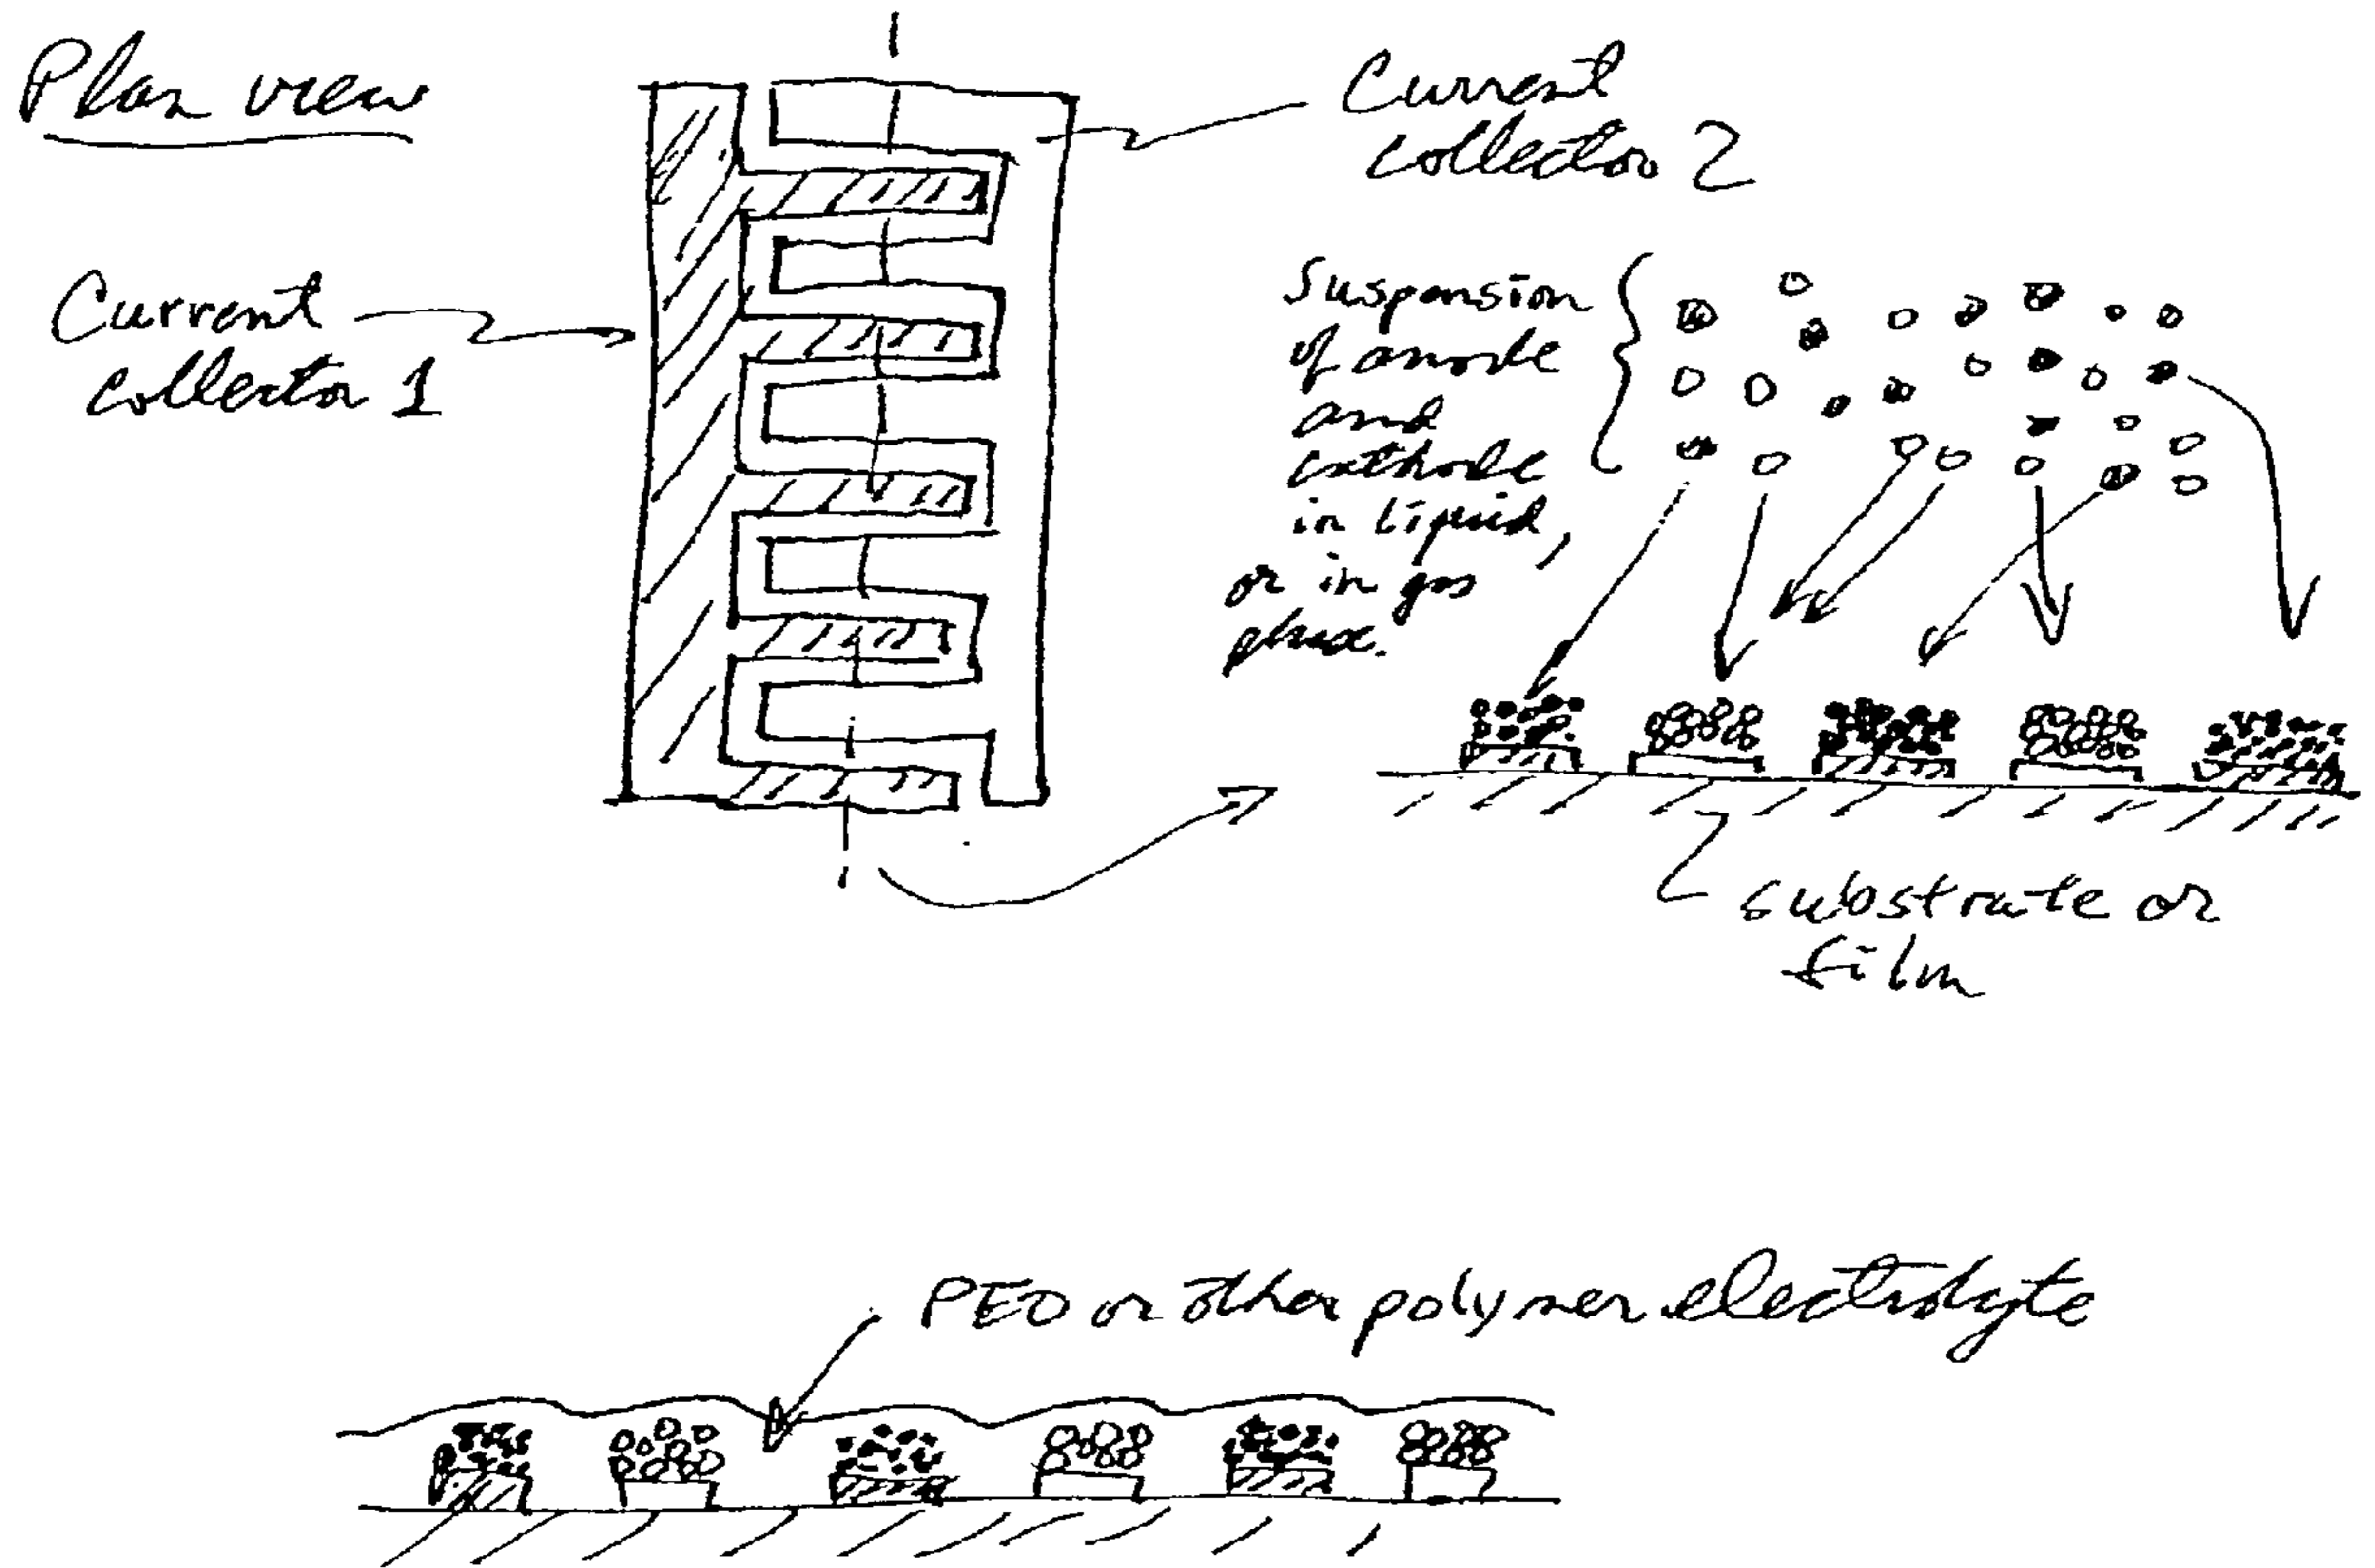 Plan view
Current
collector 2
Current
collector 1
Suspension
of anode
and
cathode
in liquid,
or in gas
phase.
substrate or
film
PEO or other polymer electrolyte